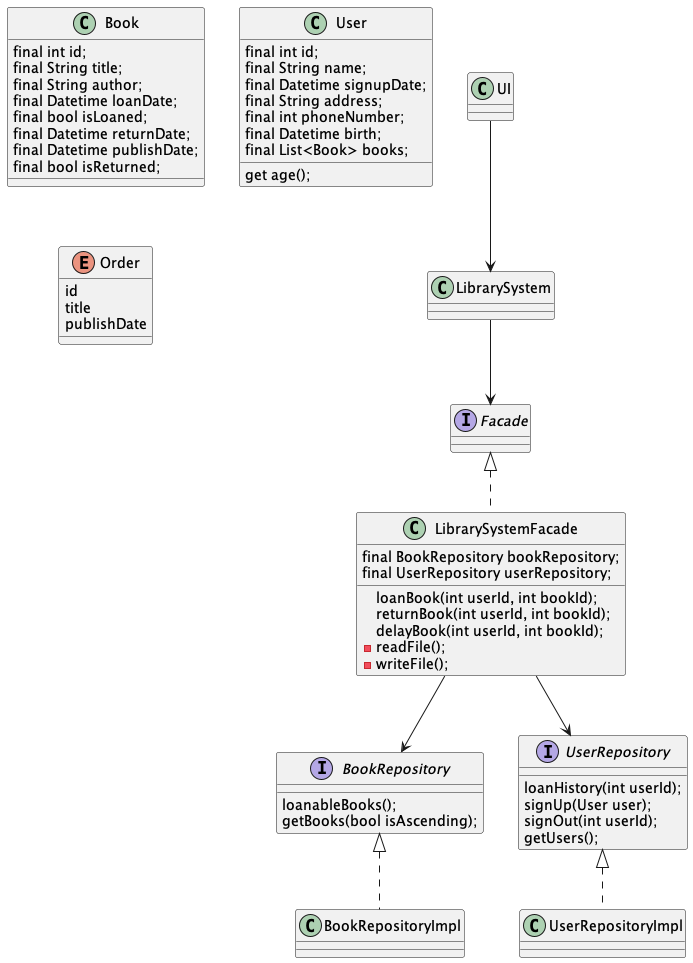 C Book
final int id;
final String title;
final String author;
final Datetime loanDate;
final bool isLoaned;
final Datetime returnDate;
final Datetime publishDate;
final bool isReturned;
C User
final int id;
final String name;
final Datetime signupDate;
final String address;
final int phoneNumber;
final Datetime birth;
final List<Book> books;
get age();
C UI
E Order
id
title
publishDate
C LibrarySystem
I Facade
C LibrarySystemFacade
final BookRepository bookRepository;
final UserRepository userRepository;
loanBook(int userId, int bookId);
returnBook(int userId, int bookId);
delayBook(int userId, int bookId);
readFile();
writeFile();
I BookRepository
loanableBooks();
getBooks(bool isAscending);
I UserRepository
loanHistory(int userId);
signUp(User user);
signOut(int userId);
getUsers();
C BookRepositoryImpl
C UserRepositoryImpl